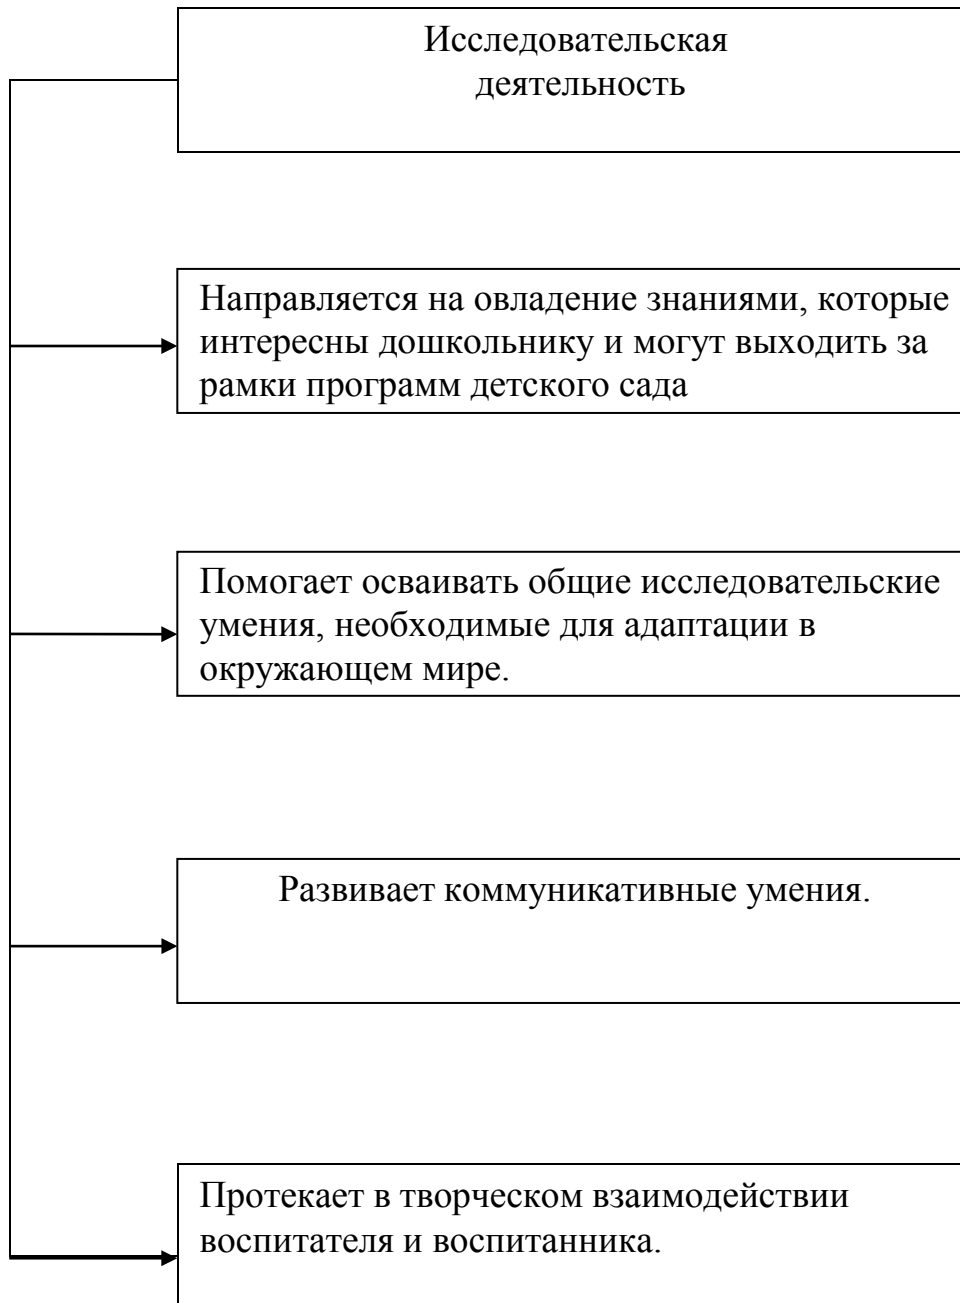 Исследовательская
деятельность
Направляется на овладение знаниями, которые
интересны дошкольнику и могут выходить за
рамки программ детского сада
Помогает осваивать общие исследовательские
умения, необходимые для адаптации в
окружающем мире.
Развивает коммуникативные умения.
Протекает в творческом взаимодействии
воспитателя и воспитанника.